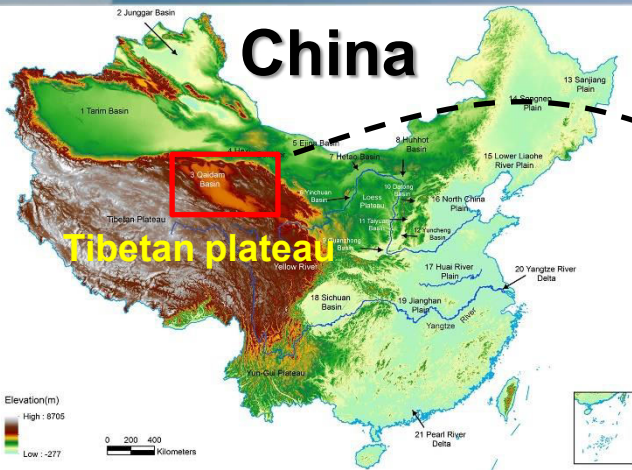 2 Junggar Basin
China
13 Sanjiang
Plain
14 Songnen
Plain
1 Tarim Basin
5 Ejina Basin
8 Huhhot
Basin
7 Hetao Basin
15 Lower Liaohe
River Plain
3 Qaidam
Basin
6 Yinchuan
Basin
Loess
Plateau
10 Datong
Basin
16 North China
Plain
11 Taiyuan
Basin
12 Yuncheng
Basin
9 Guanzhong
Basin
Tibetan Plateau
Tibetan plateau
Yellow River
17 Huai River
Plain
20 Yangtze River
Delta
18 Sichuan
Basin
19 Jianghan
Plain
Yangtze
River
Yun-Gui Plateau
21 Pearl River
Delta
Elevation(m)
High : 8705
Low : -277
0 200 400
Kilometers